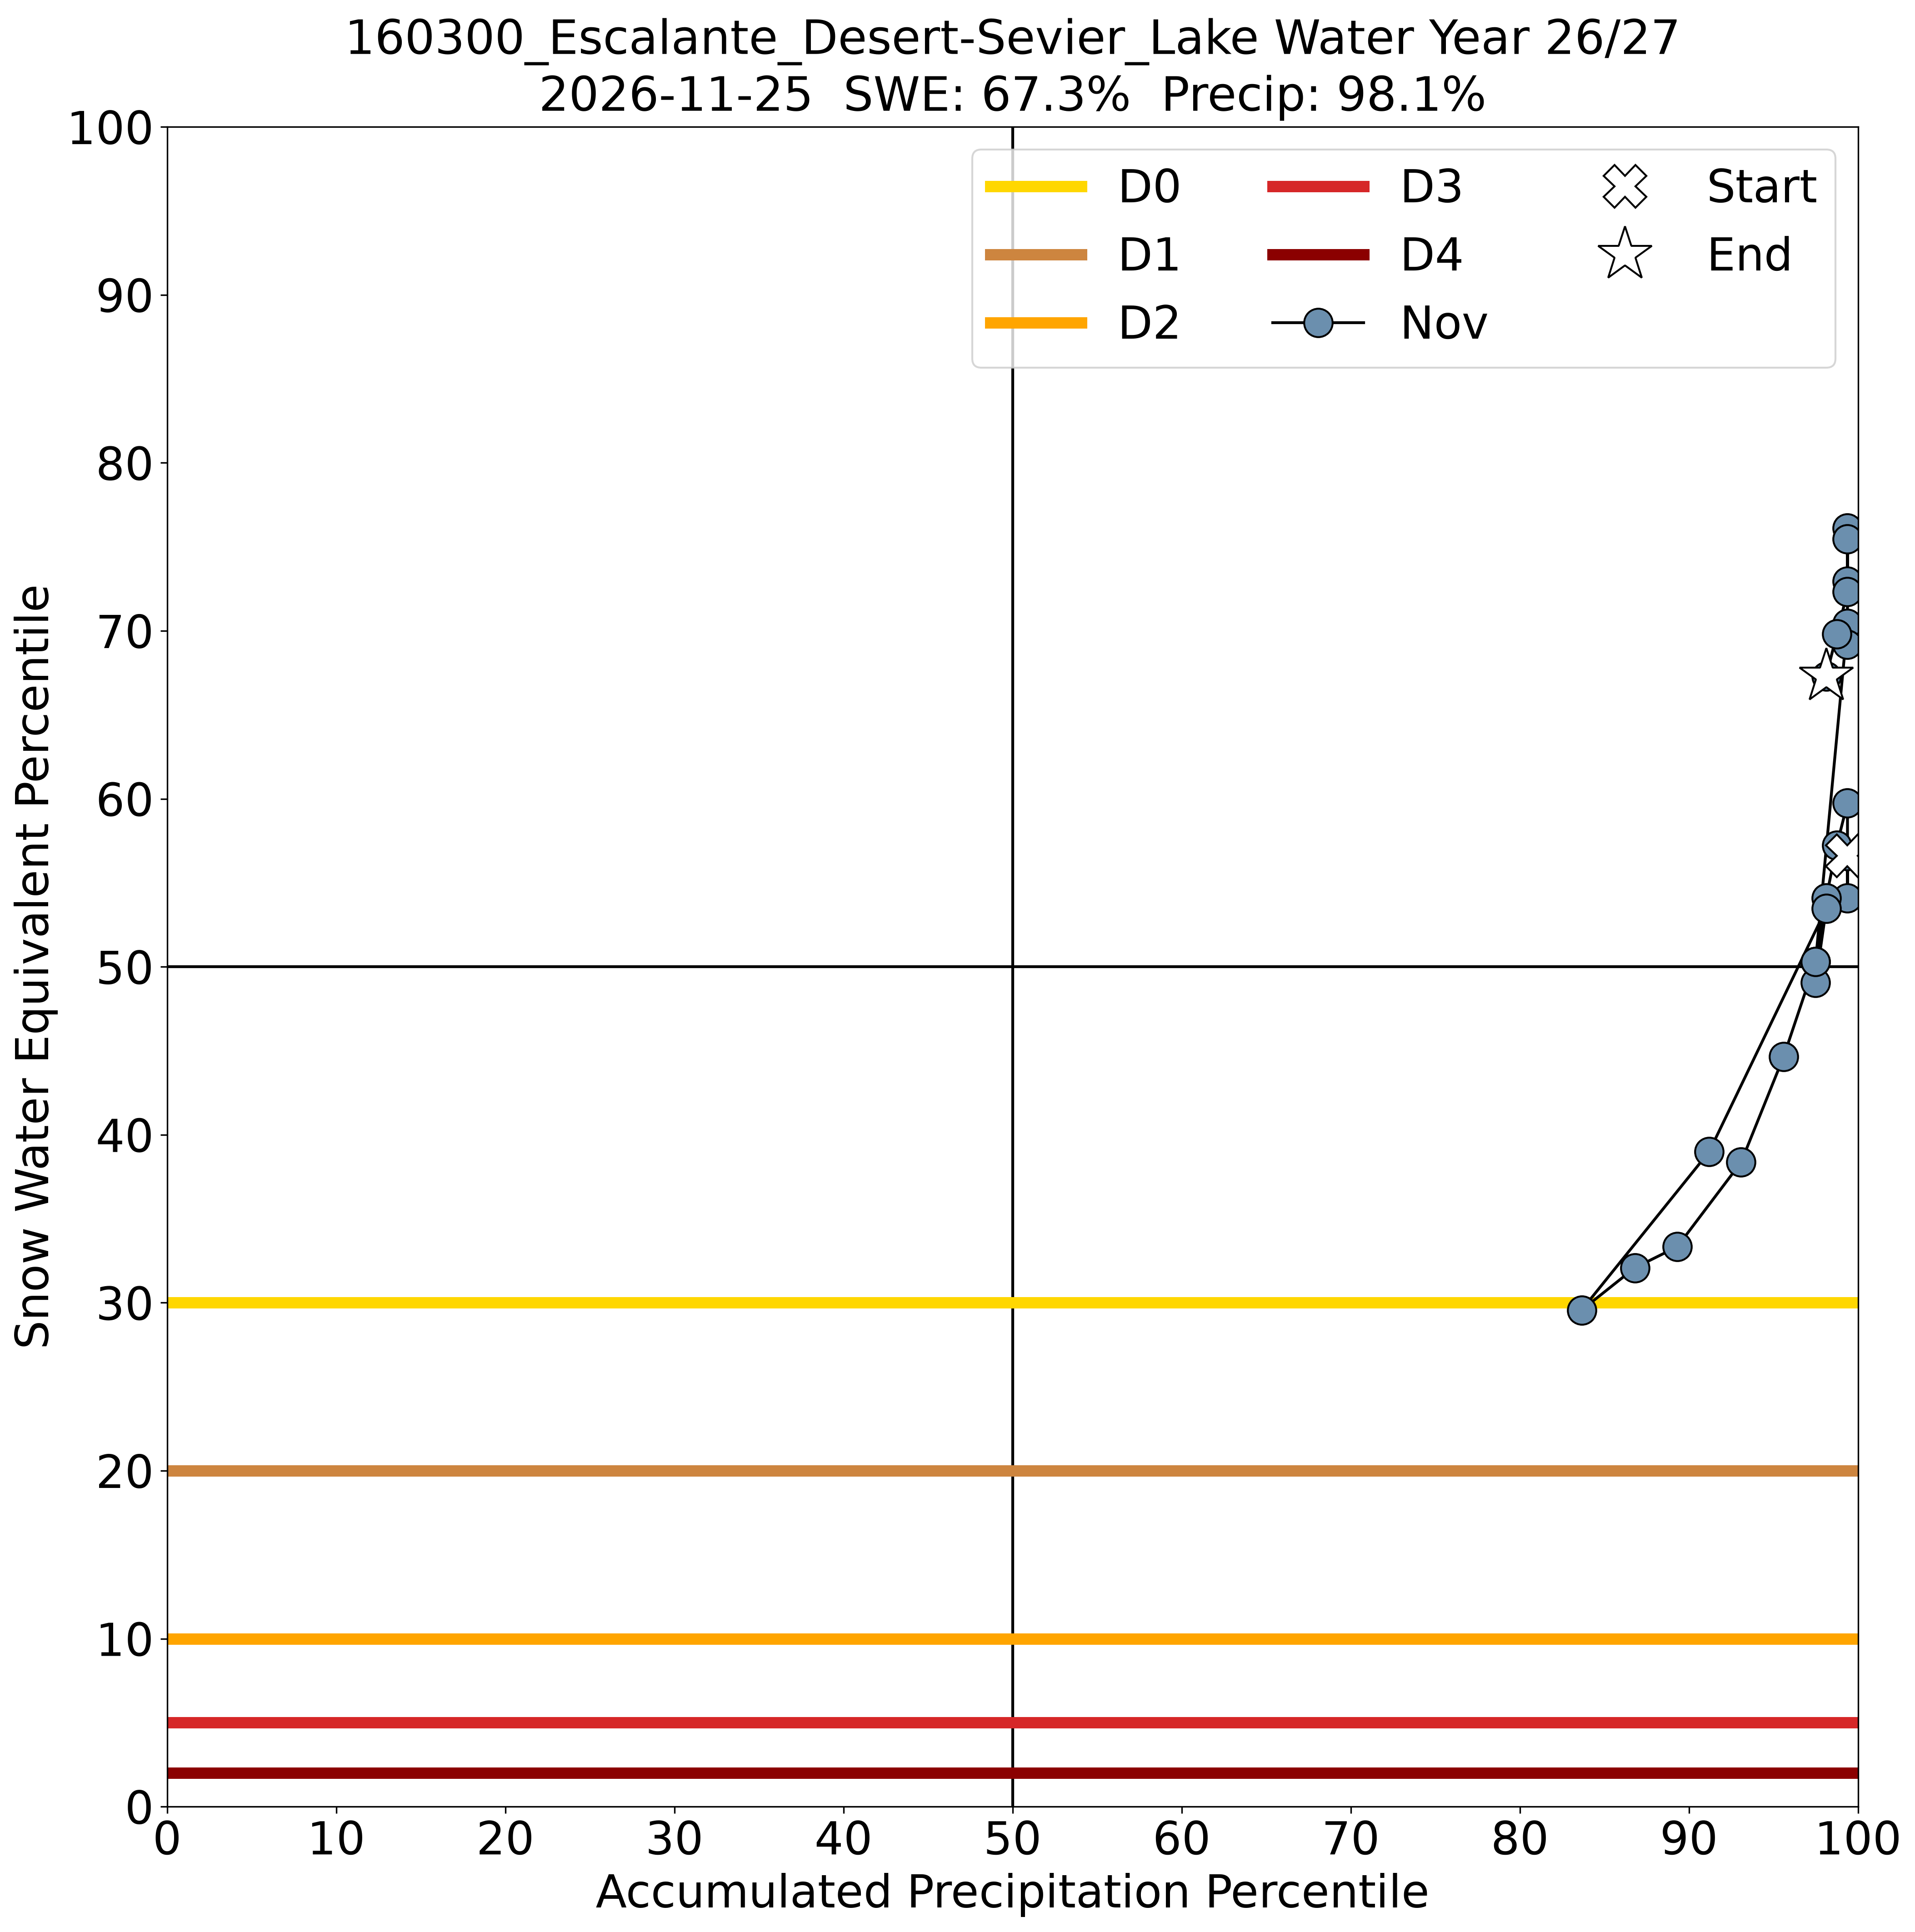 160300_Escalante_Desert-Sevier_Lake Water Year 26/27
2026-11-25 SWE: 67.3% Precip: 98.1%
D0
D1
D2
D3
D4
Nov
Start
End
Snow Water Equivalent Percentile
100
90
80
70
60
50
40
30
20
10
0
0 10 20 30 40 50 60 70 80 90 100
Accumulated Precipitation Percentile